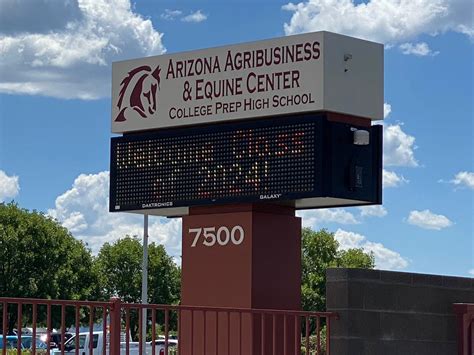 ARIZONA AGRIBUSINESS
& EQUINE CENTER
COLLEGE PREP HIGH SCHOOL
Welcome Class
of 2024!
DAKTRONICS GALAXY
7500